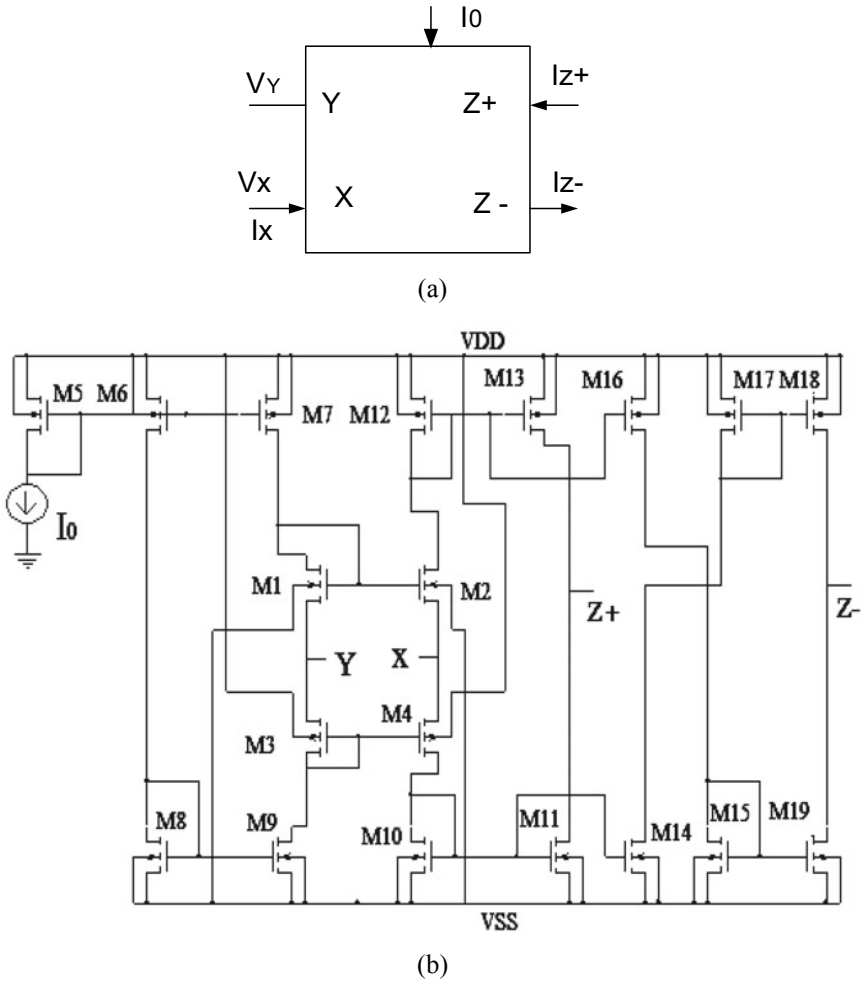 I0
VY Y Z+ Iz+
Vx X Z - Iz-
Ix
(a)
VDD
M5 M6 M7 M12 M13 M16 M17 M18
I0
M1 M2 Z+ Z-
Y X
M3 M4
M8 M9 M10 M11 M14 M15 M19
VSS
(b)